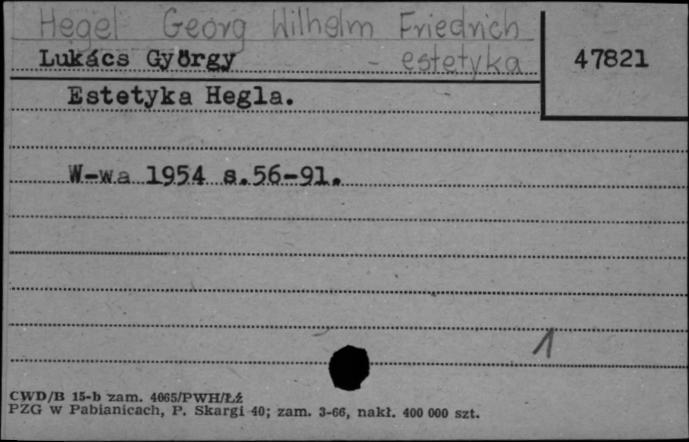 Hegel Georg Wilhelm Friedrich
- estetyka
Lukács György
47821
Estetyka Hegla.
W-wa 1954 s.56-91.
1
CWD/B 15-b zam. 4065/PWH/Łź
PZG w Pabianicach, P. Skargi 40; zam. 3-66, nakł. 400 000 szt.